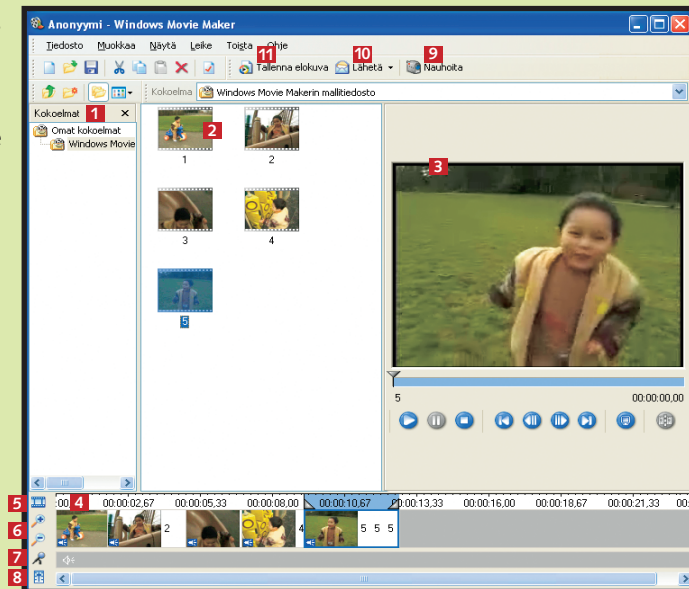 Anonyymi - Windows Movie Maker
Tiedosto Muokkaa Näytä Leike Toista Ohje
11 10 9
Tallenna elokuva Lähetä Nauhoita
Kokoelma Windows Movie Makerin mallitiedosto
Kokoelmat 1
Omat kokoelmat
Windows Movie
2
3
1 2
3 4
5
5 00:00:00,00
5 4 00:00:02,67 00:00:05,33 00:00:08,00 00:00:10,67 00:00:13,33 00:00:16,00 00:00:18,67 00:00:21,33
6 2 4 5 5 5
7
8